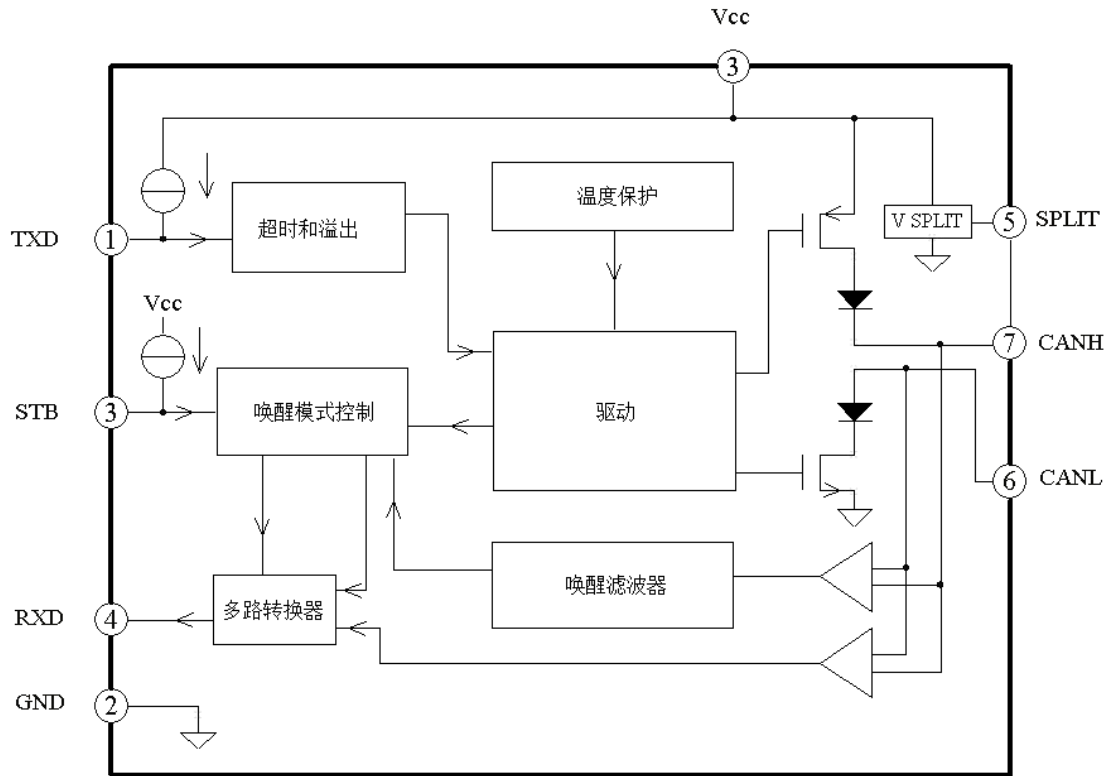 Vcc
3
温度保护
超时和溢出
V SPLIT
5 SPLIT
TXD 1
Vcc
7 CANH
STB 3
唤醒模式控制
驱动
6 CANL
唤醒滤波器
多路转换器
RXD 4
GND 2